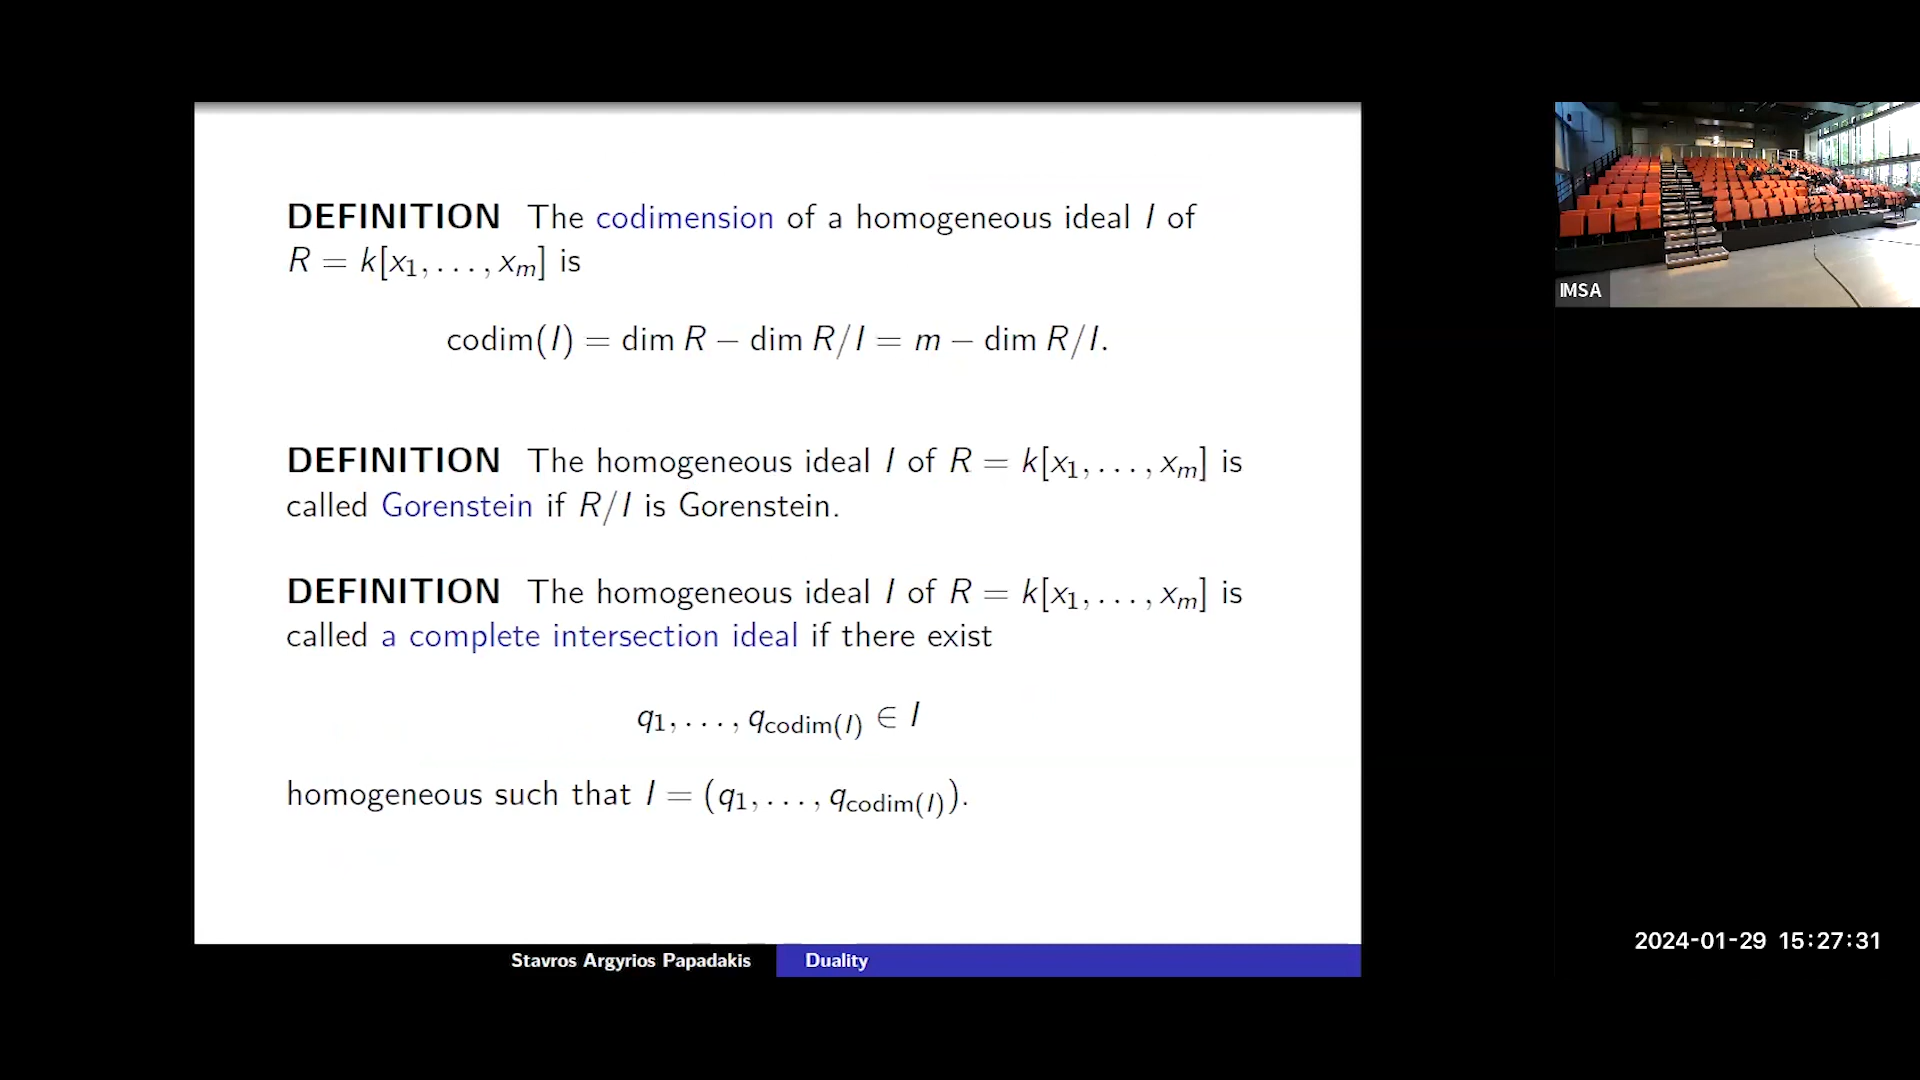 DEFINITION The codimension of a homogeneous ideal I of
R = k[x₁, . . . , xₘ] is
codim(I) = dim R − dim R/I = m − dim R/I.
DEFINITION The homogeneous ideal I of R = k[x₁, . . . , xₘ] is
called Gorenstein if R/I is Gorenstein.
DEFINITION The homogeneous ideal I of R = k[x₁, . . . , xₘ] is
called a complete intersection ideal if there exist
q₁, . . . , q_codim(I) ∈ I
homogeneous such that I = (q₁, . . . , q_codim(I)).
Stavros Argyrios Papadakis Duality
IMSA
2024-01-29 15:27:31